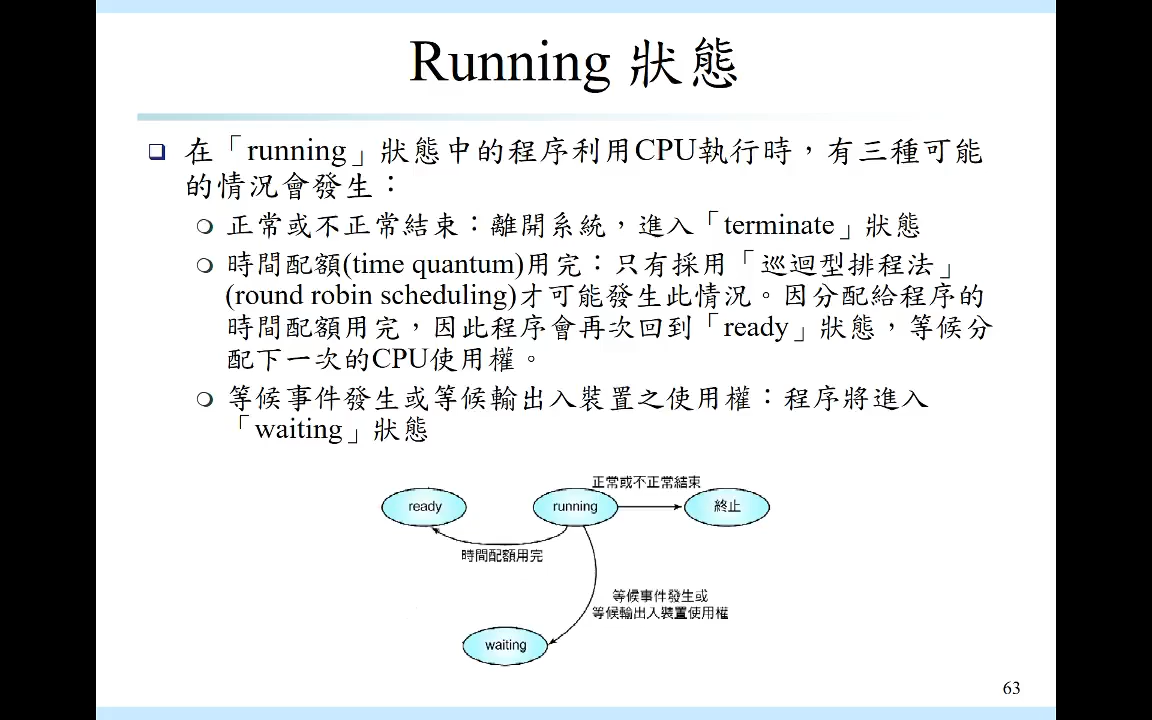 Running 狀態
在「running」狀態中的程序利用CPU執行時，有三種可能
的情況會發生：
正常或不正常結束：離開系統，進入「terminate」狀態
時間配額(time quantum)用完：只有採用「巡迴型排程法」
(round robin scheduling)才可能發生此情況。因分配給程序的
時間配額用完，因此程序會再次回到「ready」狀態，等候分
配下一次的CPU使用權。
等候事件發生或等候輸出入裝置之使用權：程序將進入
「waiting」狀態
正常或不正常結束
ready
running
終止
時間配額用完
等候事件發生或
等候輸出入裝置使用權
waiting
63